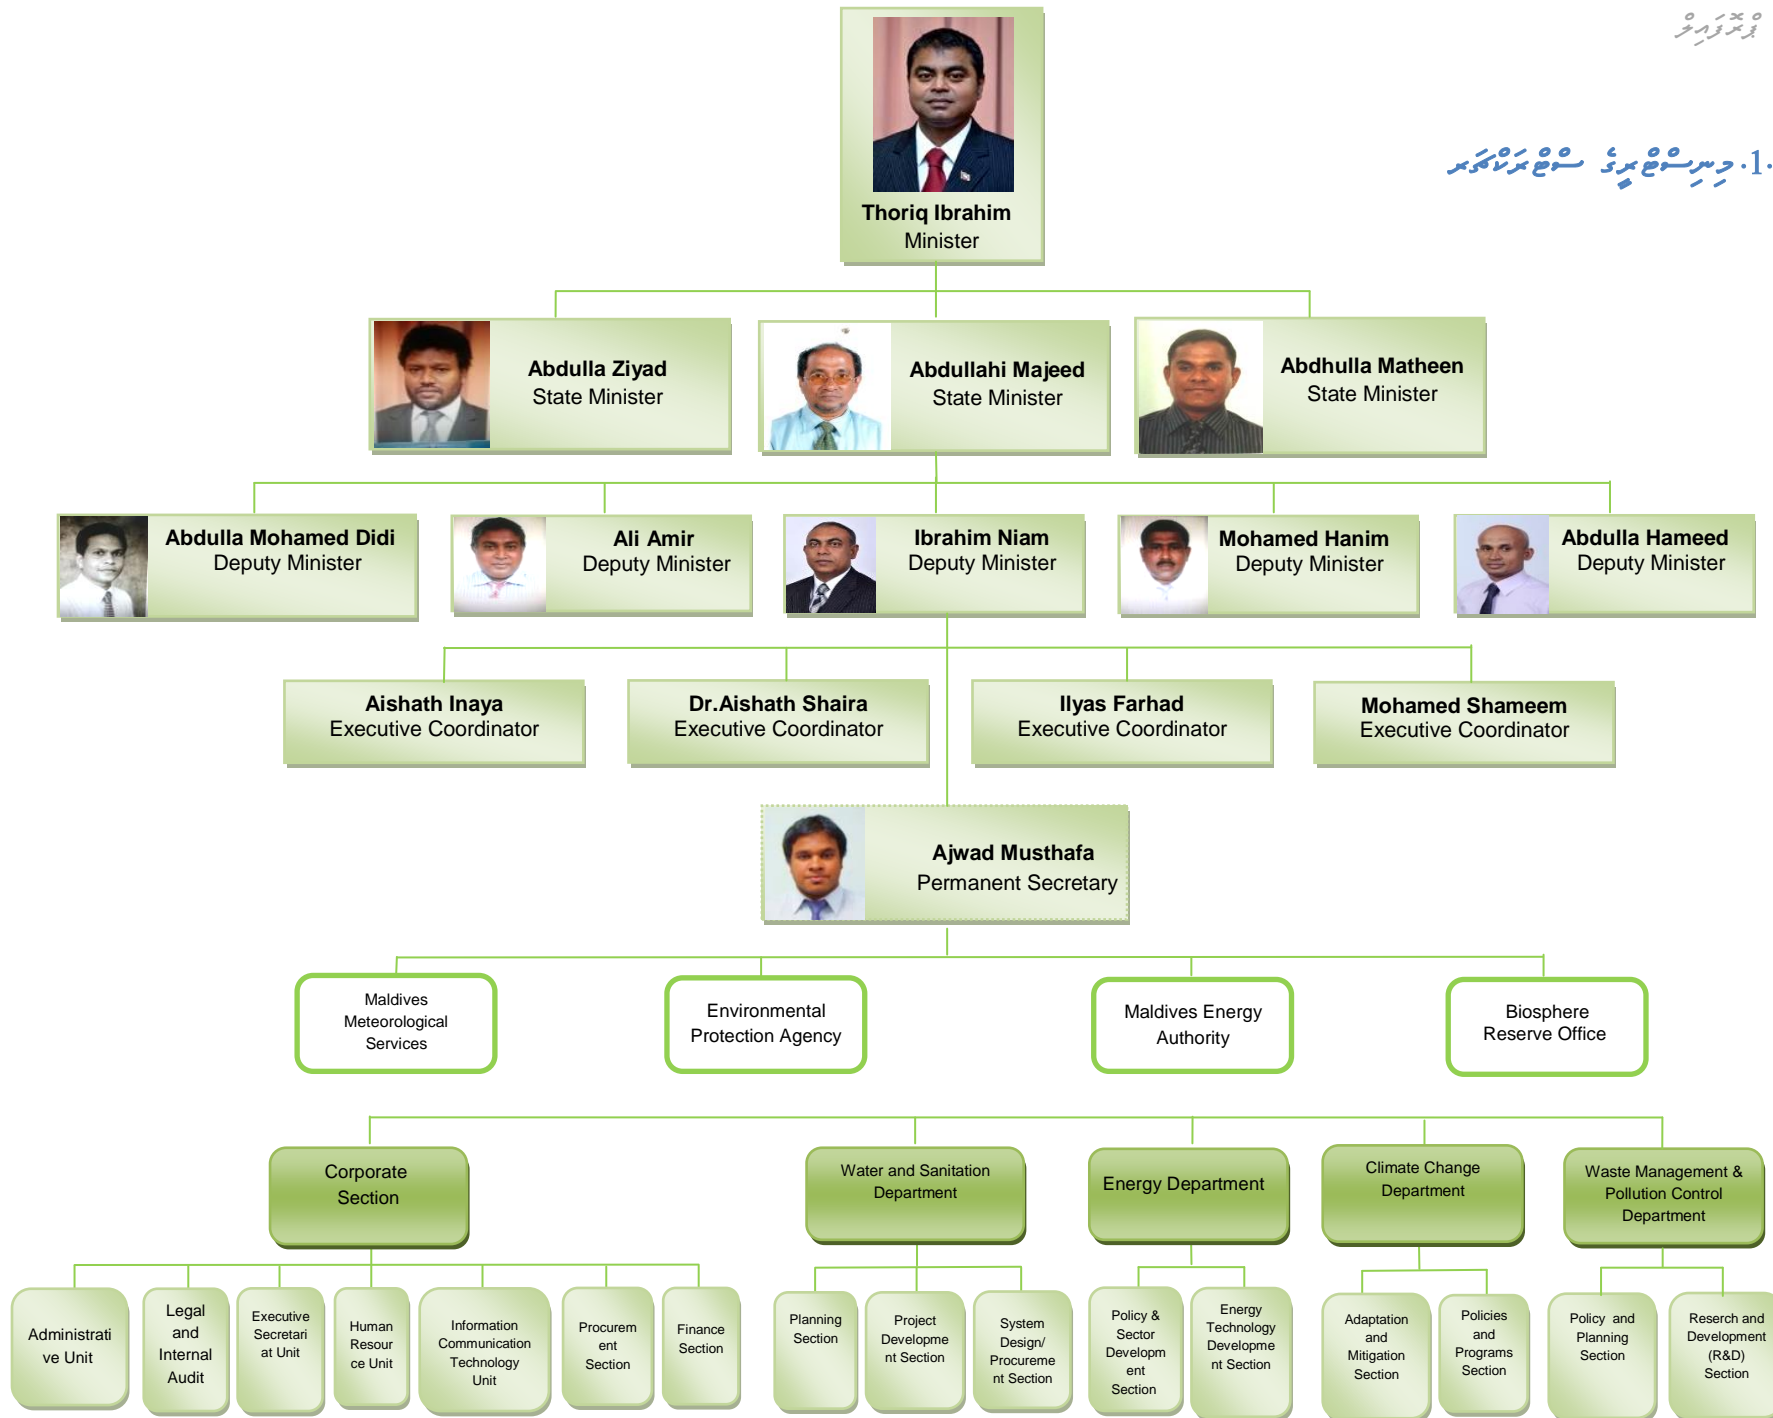 ޕްރޮފައިލް
1. މިނިސްޓްރީގެ ސްޓްރަކްޗަރ
Thoriq Ibrahim
Minister
Abdulla Ziyad
State Minister
Abdullahi Majeed
State Minister
Abdhulla Matheen
State Minister
Abdulla Mohamed Didi
Deputy Minister
Ali Amir
Deputy Minister
Ibrahim Niam
Deputy Minister
Mohamed Hanim
Deputy Minister
Abdulla Hameed
Deputy Minister
Aishath Inaya
Executive Coordinator
Dr.Aishath Shaira
Executive Coordinator
Ilyas Farhad
Executive Coordinator
Mohamed Shameem
Executive Coordinator
Ajwad Musthafa
Permanent Secretary
Maldives
Meteorological
Services
Environmental
Protection Agency
Maldives Energy
Authority
Biosphere
Reserve Office
Corporate
Section
Water and Sanitation
Department
Energy Department
Climate Change
Department
Waste Management &
Pollution Control
Department
Administrati
ve Unit
Legal
and
Internal
Audit
Executive
Secretari
at Unit
Human
Resour
ce Unit
Information
Communication
Technology
Unit
Procurem
ent
Section
Finance
Section
Planning
Section
Project
Developme
nt Section
System
Design/
Procureme
nt Section
Policy &
Sector
Developm
ent
Section
Energy
Technology
Developme
nt Section
Adaptation
and
Mitigation
Section
Policies
and
Programs
Section
Policy and
Planning
Section
Reserch and
Development
(R&D)
Section